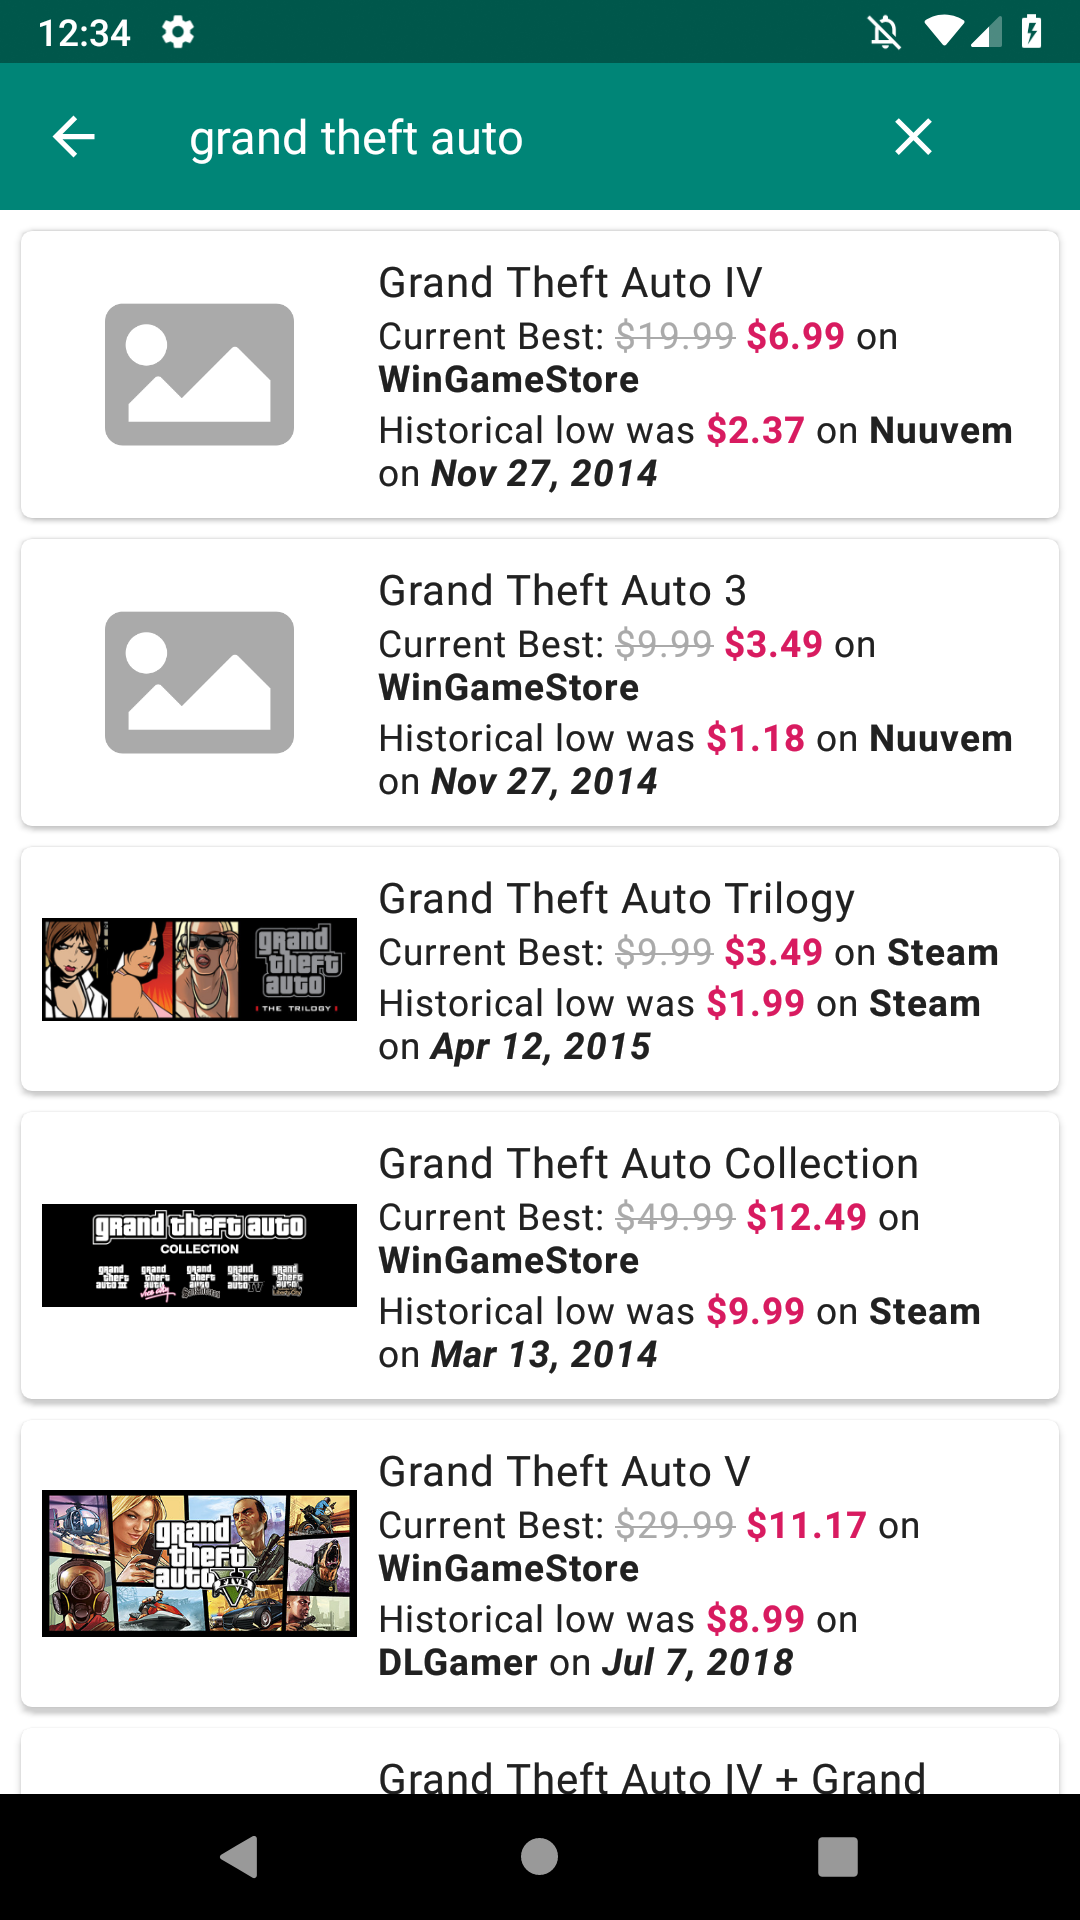 12:34
grand theft auto
Grand Theft Auto IV
Current Best: $19.99 $6.99 on
WinGameStore
Historical low was $2.37 on Nuuvem
on Nov 27, 2014
Grand Theft Auto 3
Current Best: $9.99 $3.49 on
WinGameStore
Historical low was $1.18 on Nuuvem
on Nov 27, 2014
grand
theft
auto
THE TRILOGY
Grand Theft Auto Trilogy
Current Best: $9.99 $3.49 on Steam
Historical low was $1.99 on Steam
on Apr 12, 2015
grand theft auto
COLLECTION
Grand Theft Auto Collection
Current Best: $49.99 $12.49 on
WinGameStore
Historical low was $9.99 on Steam
on Mar 13, 2014
grand
theft
auto V
FIVE
Grand Theft Auto V
Current Best: $29.99 $11.17 on
WinGameStore
Historical low was $8.99 on
DLGamer on Jul 7, 2018
Grand Theft Auto IV + Grand